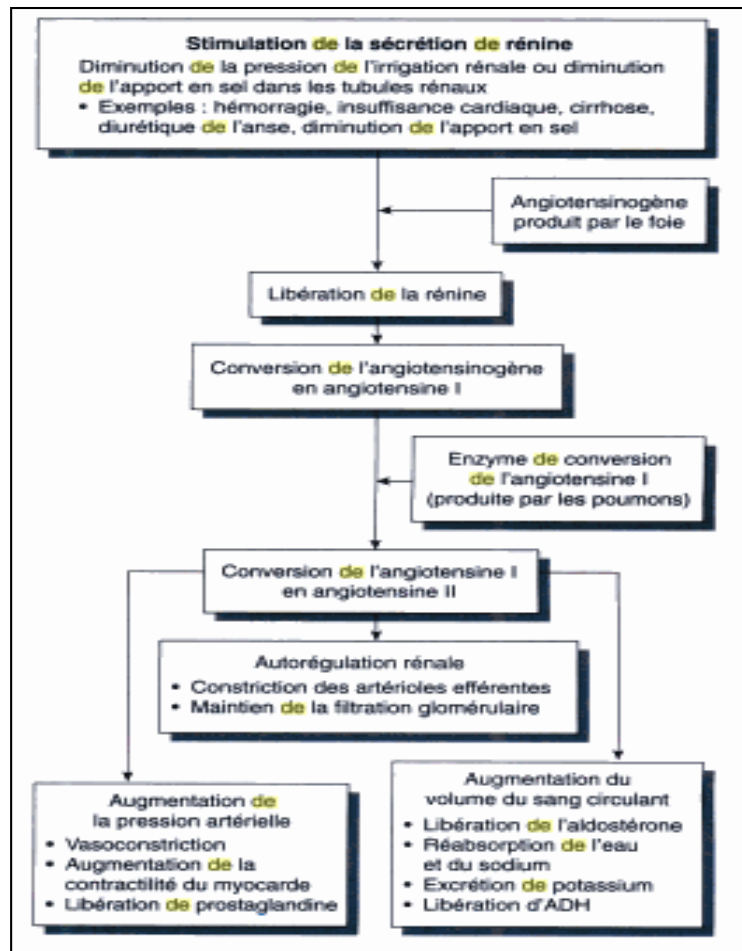 Stimulation de la sécrétion de rénine
Diminution de la pression de l'irrigation rénale ou diminution
de l'apport en sel dans les tubules rénaux
• Exemples : hémorragie, insuffisance cardiaque, cirrhose,
diurétique de l'anse, diminution de l'apport en sel
Angiotensinogène
produit par le foie
Libération de la rénine
Conversion de l'angiotensinogène
en angiotensine I
Enzyme de conversion
de l'angiotensine I
(produite par les poumons)
Conversion de l'angiotensine I
en angiotensine II
Autorégulation rénale
• Constriction des artérioles efférentes
• Maintien de la filtration glomérulaire
Augmentation de
la pression artérielle
• Vasoconstriction
• Augmentation de la
contractilité du myocarde
• Libération de prostaglandine
Augmentation du
volume du sang circulant
• Libération de l'aldostérone
• Réabsorption de l'eau
et du sodium
• Excrétion de potassium
• Libération d'ADH